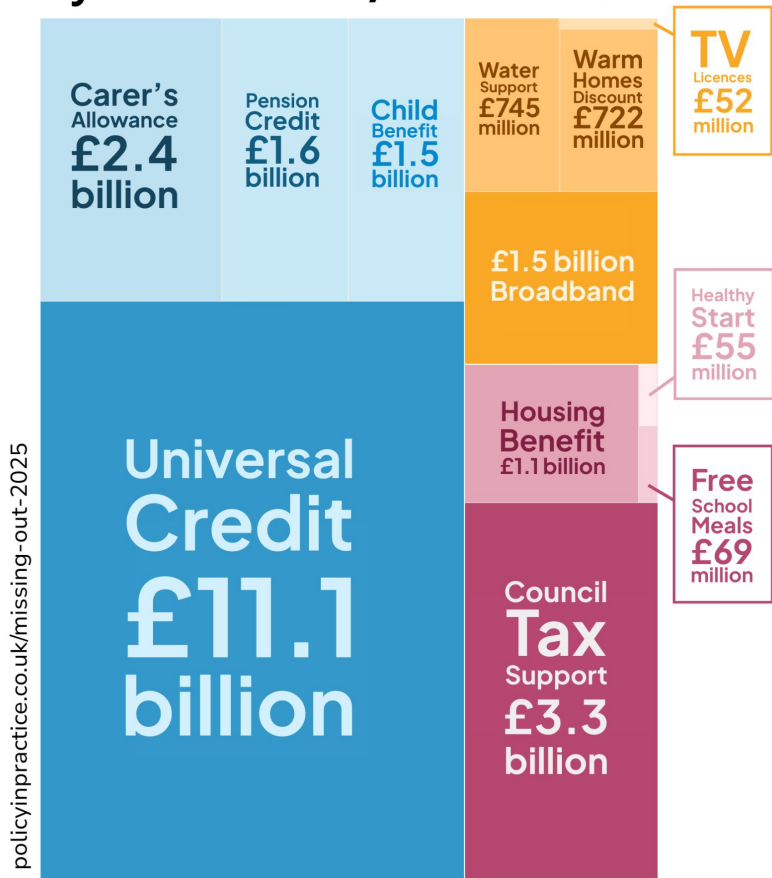 Carer's
Allowance
£2.4
billion
Pension
Credit
£1.6
billion
Child
Benefit
£1.5
billion
Water
Support
£745
million
Warm
Homes
Discount
£722
million
TV
Licences
£52
million
£1.5 billion
Broadband
Healthy
Start
£55
million
Housing
Benefit
£1.1 billion
Free
School
Meals
£69
million
Universal
Credit
£11.1
billion
Council
Tax
Support
£3.3
billion
policyinpractice.co.uk/missing-out-2025